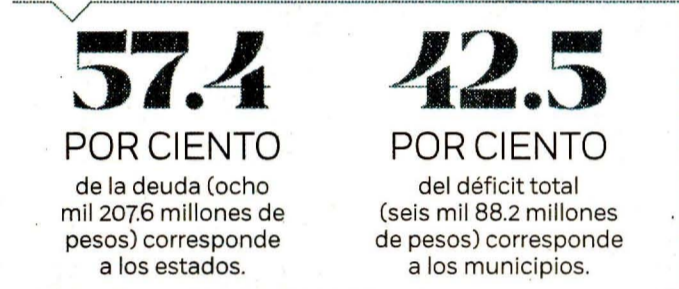 57.4
POR CIENTO
de la deuda (ocho
mil 207.6 millones de
pesos) corresponde
a los estados.
42.5
POR CIENTO
del déficit total
(seis mil 88.2 millones
de pesos) corresponde
a los municipios.